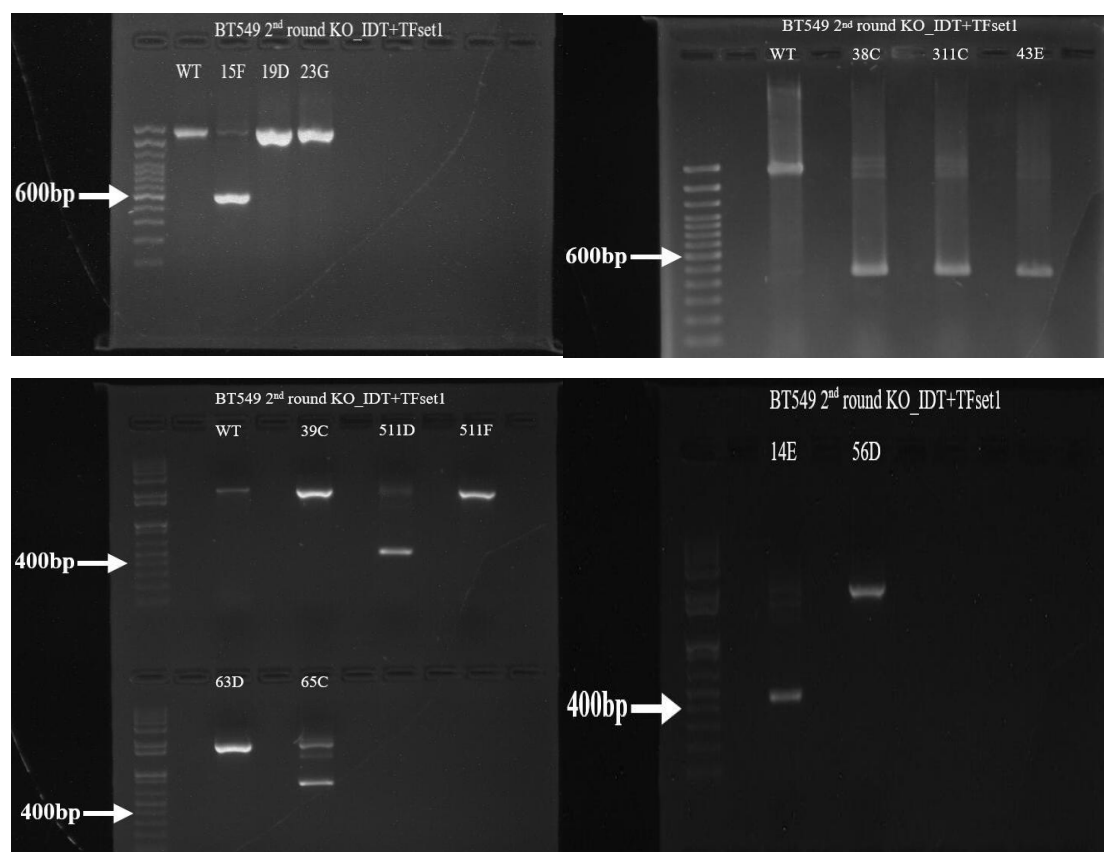 BT549 2nd round KO_IDT+TFset1
WT 15F 19D 23G
600bp
BT549 2nd round KO_IDT+TFset1
WT 38C 311C 43E
600bp
BT549 2nd round KO_IDT+TFset1
WT 39C 511D 511F
400bp
63D 65C
400bp
BT549 2nd round KO_IDT+TFset1
14E 56D
400bp